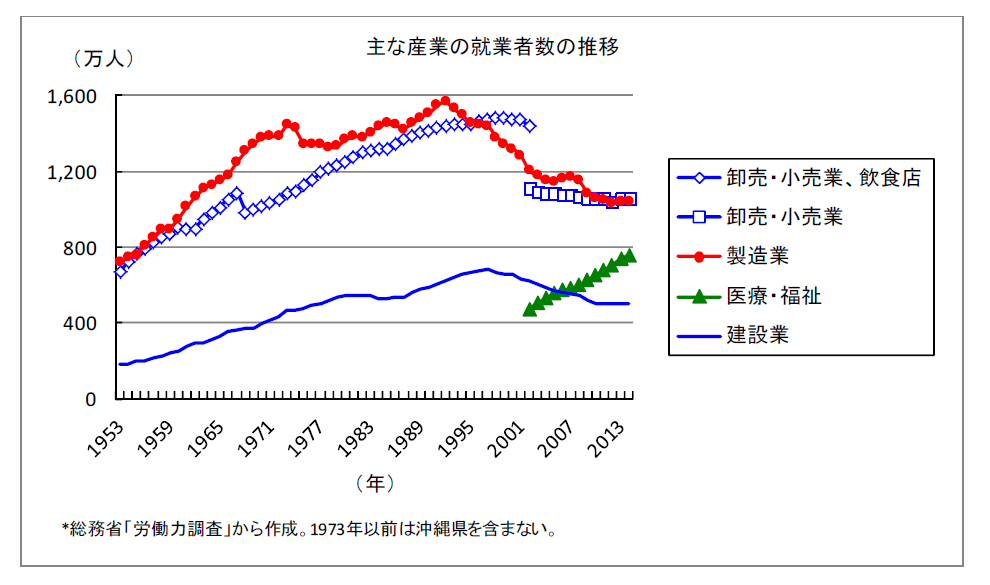 主な産業の就業者数の推移
（万人）
1,600
1,200
800
400
0
1953
1959
1965
1971
1977
1983
1989
1995
2001
2007
2013
（年）
卸売・小売業、飲食店
卸売・小売業
製造業
医療・福祉
建設業
*総務省「労働力調査」から作成。1973年以前は沖縄県を含まない。